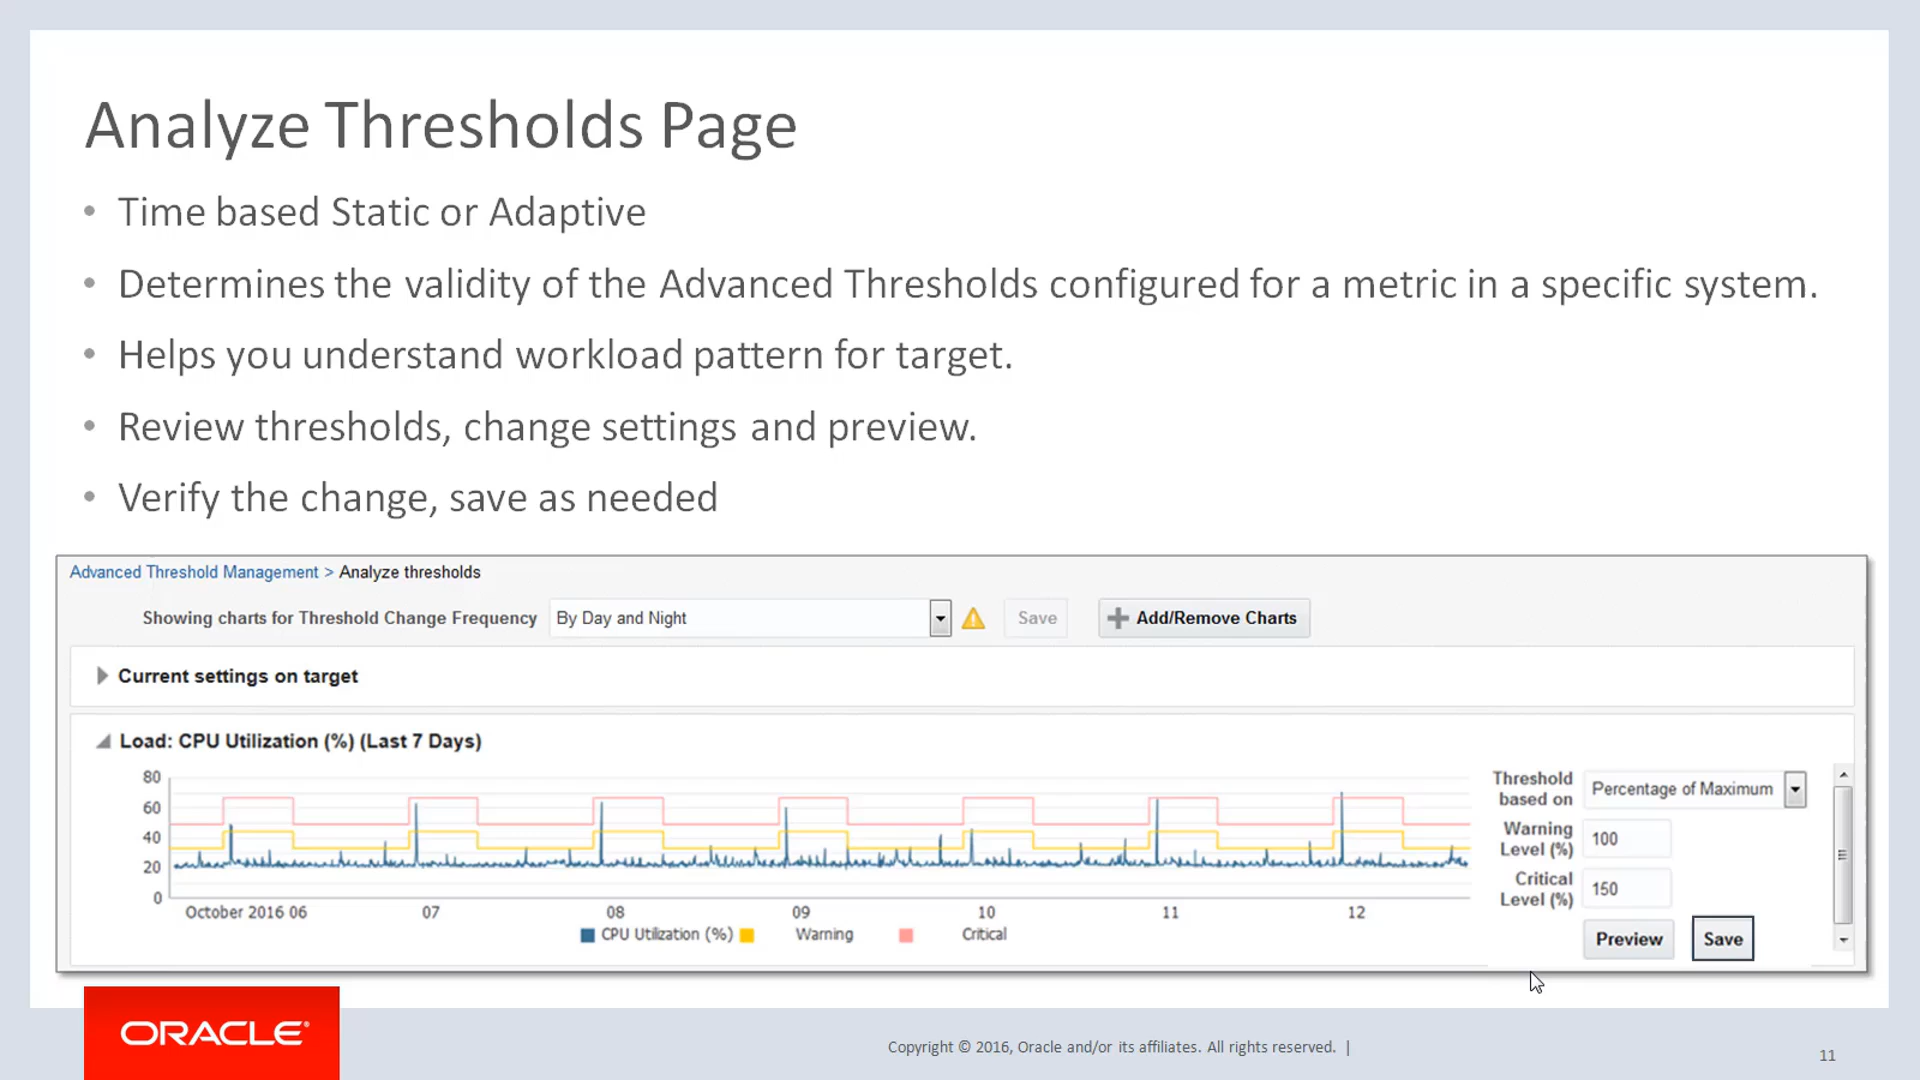 Analyze Thresholds Page
• Time based Static or Adaptive
• Determines the validity of the Advanced Thresholds configured for a metric in a specific system.
• Helps you understand workload pattern for target.
• Review thresholds, change settings and preview.
• Verify the change, save as needed
Advanced Threshold Management > Analyze thresholds
Showing charts for Threshold Change Frequency By Day and Night Save Add/Remove Charts
Current settings on target
Load: CPU Utilization (%) (Last 7 Days)
80
60
40
20
0
October 2016 06 07 08 09 10 11 12
CPU Utilization (%) Warning Critical
Threshold based on Percentage of Maximum
Warning Level (%) 100
Critical Level (%) 150
Preview Save
ORACLE®
Copyright © 2016, Oracle and/or its affiliates. All rights reserved. |
11